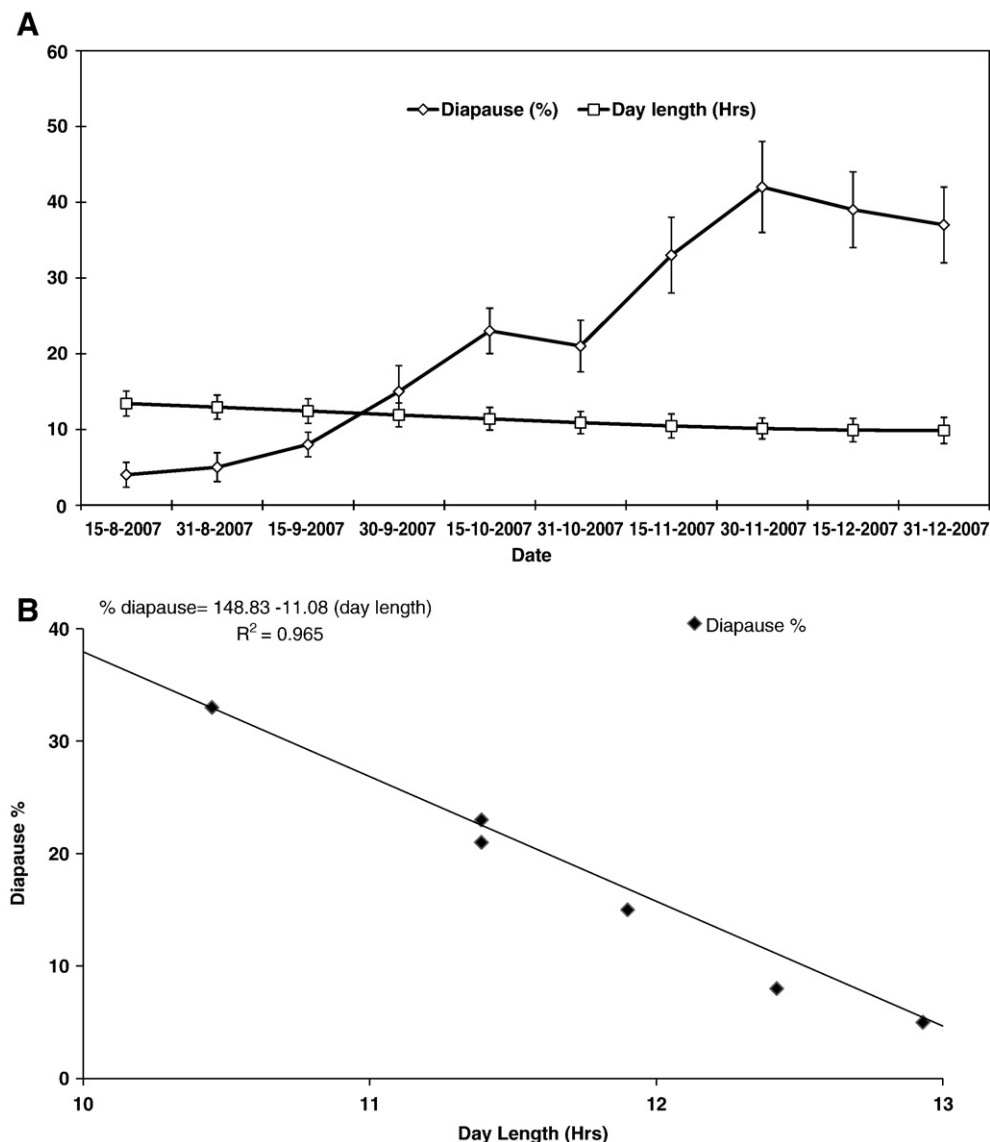 A
60
50
40
30
20
10
0
Diapause (%) Day length (Hrs)
15-8-2007 31-8-2007 15-9-2007 30-9-2007 15-10-2007 31-10-2007 15-11-2007 30-11-2007 15-12-2007 31-12-2007
Date
B
% diapause= 148.83 -11.08 (day length)
R² = 0.965
Diapause %
40
30
20
10
0
Diapause %
10 11 12 13
Day Length (Hrs)